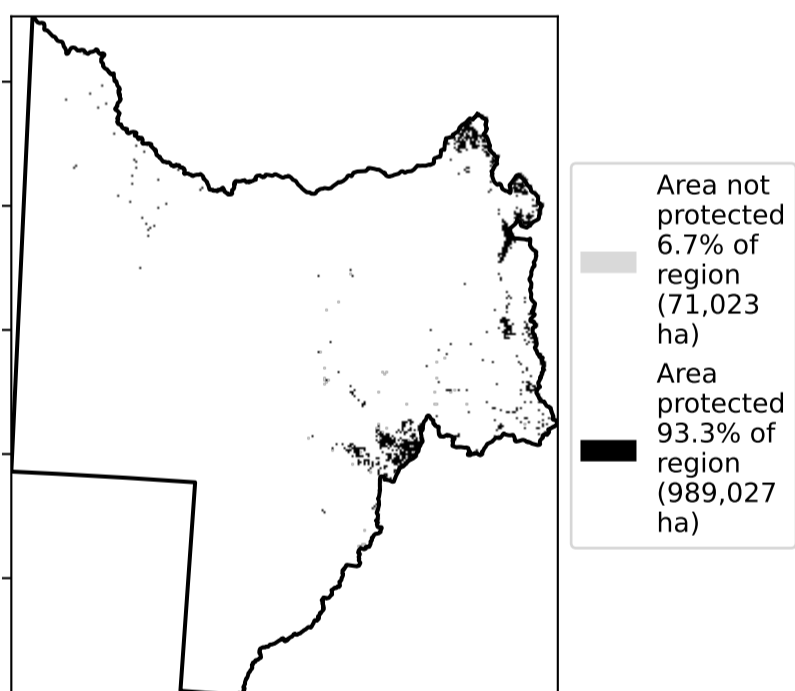 Area not
protected
6.7% of
region
(71,023
ha)
Area
protected
93.3% of
region
(989,027
ha)